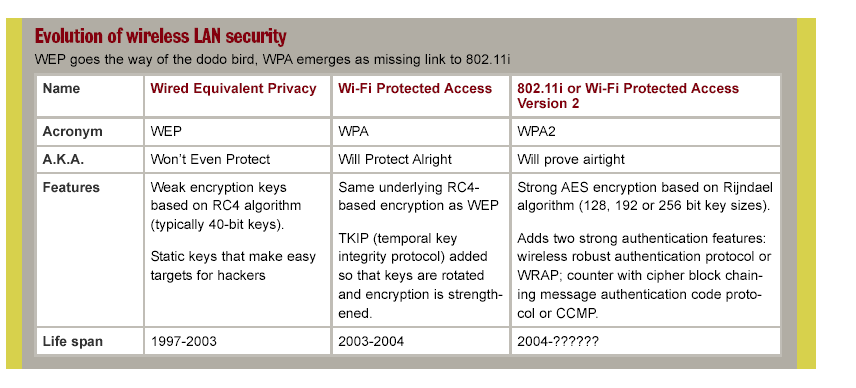 Evolution of wireless LAN security
WEP goes the way of the dodo bird, WPA emerges as missing link to 802.11i
Name
Wired Equivalent Privacy
Wi-Fi Protected Access
802.11i or Wi-Fi Protected Access
Version 2
Acronym
WEP
WPA
WPA2
A.K.A.
Won't Even Protect
Will Protect Alright
Will prove airtight
Features
Weak encryption keys
based on RC4 algorithm
(typically 40-bit keys).
Static keys that make easy
targets for hackers
Same underlying RC4-
based encryption as WEP
TKIP (temporal key
integrity protocol) added
so that keys are rotated
and encryption is strength-
ened.
Strong AES encryption based on Rijndael
algorithm (128, 192 or 256 bit key sizes).
Adds two strong authentication features:
wireless robust authentication protocol or
WRAP; counter with cipher block chain-
ing message authentication code proto-
col or CCMP.
Life span
1997-2003
2003-2004
2004-??????